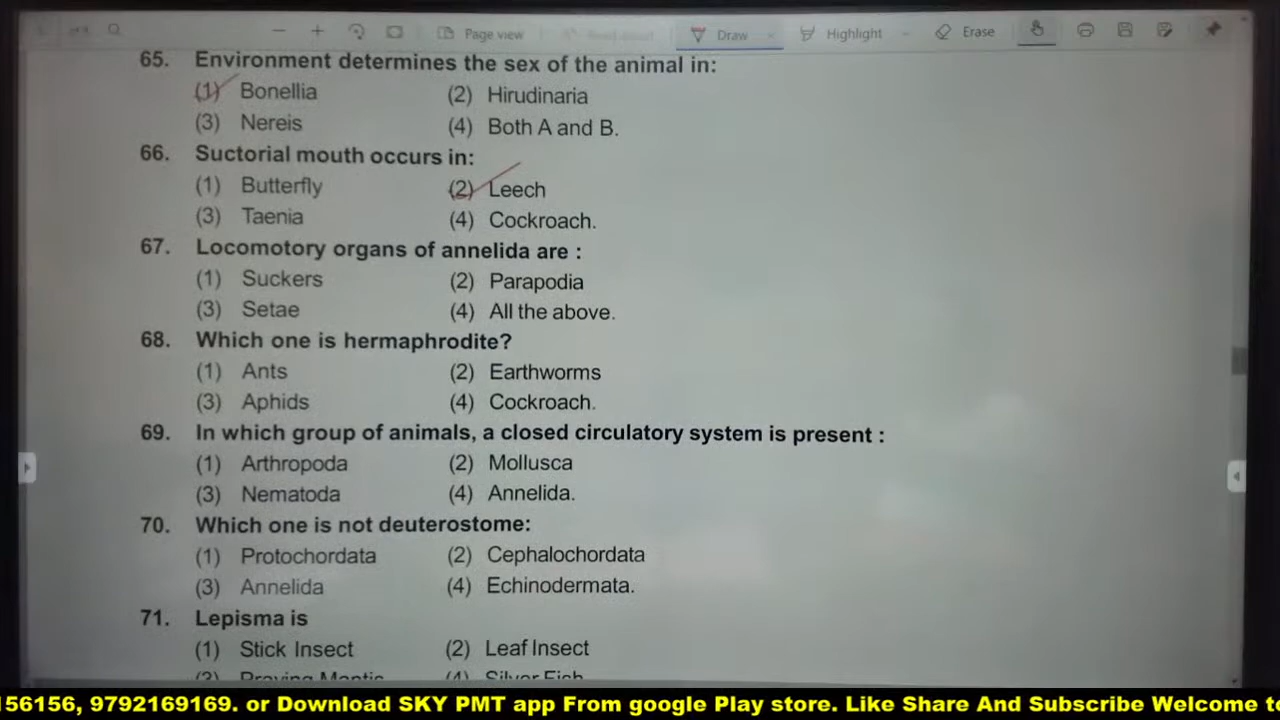 Page view
Draw
Highlight
Erase
65. Environment determines the sex of the animal in:
(1) Bonellia (2) Hirudinaria
(3) Nereis (4) Both A and B.
66. Suctorial mouth occurs in:
(1) Butterfly (2) Leech
(3) Taenia (4) Cockroach.
67. Locomotory organs of annelida are :
(1) Suckers (2) Parapodia
(3) Setae (4) All the above.
68. Which one is hermaphrodite?
(1) Ants (2) Earthworms
(3) Aphids (4) Cockroach.
69. In which group of animals, a closed circulatory system is present :
(1) Arthropoda (2) Mollusca
(3) Nematoda (4) Annelida.
70. Which one is not deuterostome:
(1) Protochordata (2) Cephalochordata
(3) Annelida (4) Echinodermata.
71. Lepisma is
(1) Stick Insect (2) Leaf Insect
(3) Praying Mantis (4) Silver Fish
156156, 9792169169. or Download SKY PMT app From google Play store. Like Share And Subscribe Welcome to